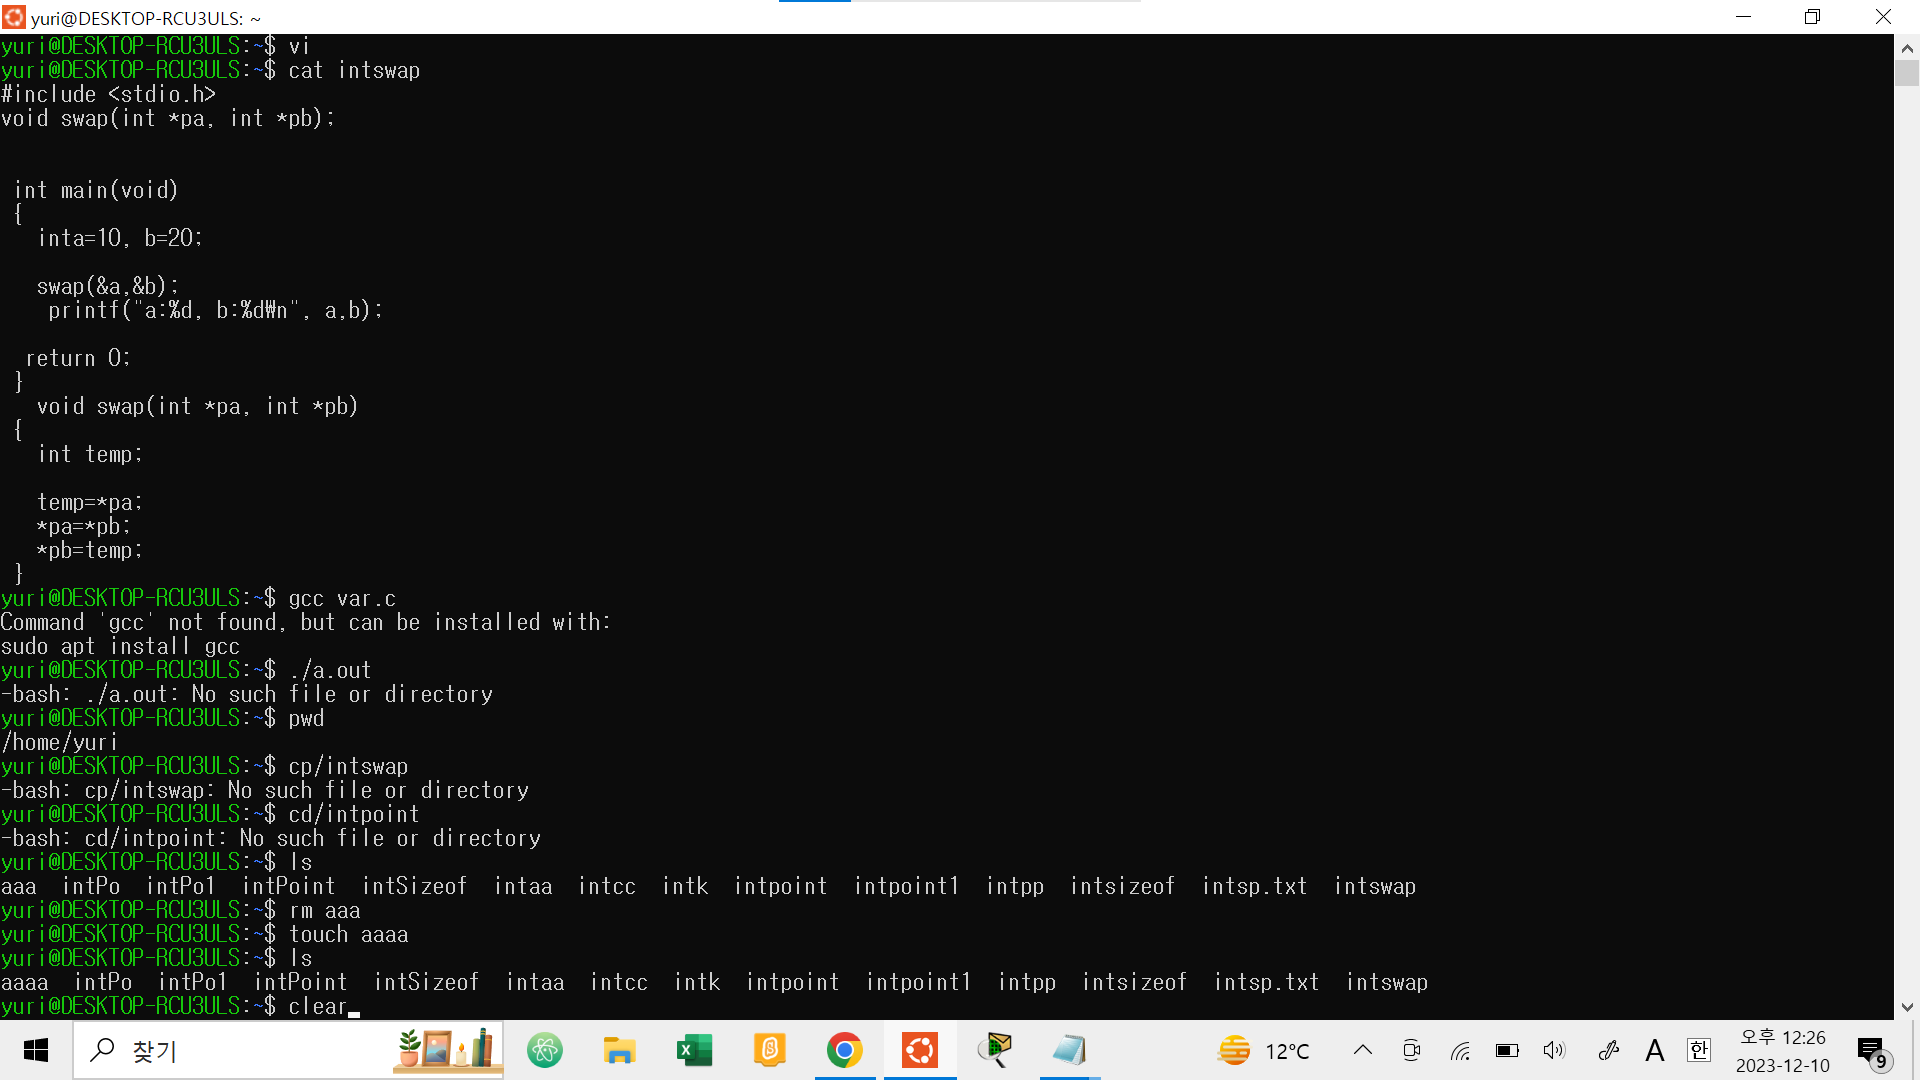 yuri@DESKTOP-RCU3ULS: ~
yuri@DESKTOP-RCU3ULS:~$ vi
yuri@DESKTOP-RCU3ULS:~$ cat intswap
#include <stdio.h>
void swap(int *pa, int *pb);
int main(void)
{
inta=10, b=20;
swap(&a,&b);
printf("a:%d, b:%d₩n", a,b);
return 0;
}
void swap(int *pa, int *pb)
{
int temp;
temp=*pa;
*pa=*pb;
*pb=temp;
}
yuri@DESKTOP-RCU3ULS:~$ gcc var.c
Command 'gcc' not found, but can be installed with:
sudo apt install gcc
yuri@DESKTOP-RCU3ULS:~$ ./a.out
-bash: ./a.out: No such file or directory
yuri@DESKTOP-RCU3ULS:~$ pwd
/home/yuri
yuri@DESKTOP-RCU3ULS:~$ cp/intswap
-bash: cp/intswap: No such file or directory
yuri@DESKTOP-RCU3ULS:~$ cd/intpoint
-bash: cd/intpoint: No such file or directory
yuri@DESKTOP-RCU3ULS:~$ ls
aaa intPo intPo1 intPoint intSizeof intaa intcc intk intpoint intpoint1 intpp intsizeof intsp.txt intswap
yuri@DESKTOP-RCU3ULS:~$ rm aaa
yuri@DESKTOP-RCU3ULS:~$ touch aaaa
yuri@DESKTOP-RCU3ULS:~$ ls
aaaa intPo intPo1 intPoint intSizeof intaa intcc intk intpoint intpoint1 intpp intsizeof intsp.txt intswap
yuri@DESKTOP-RCU3ULS:~$ clear
찾기
12°C
A
한
오후 12:26
2023-12-10
9